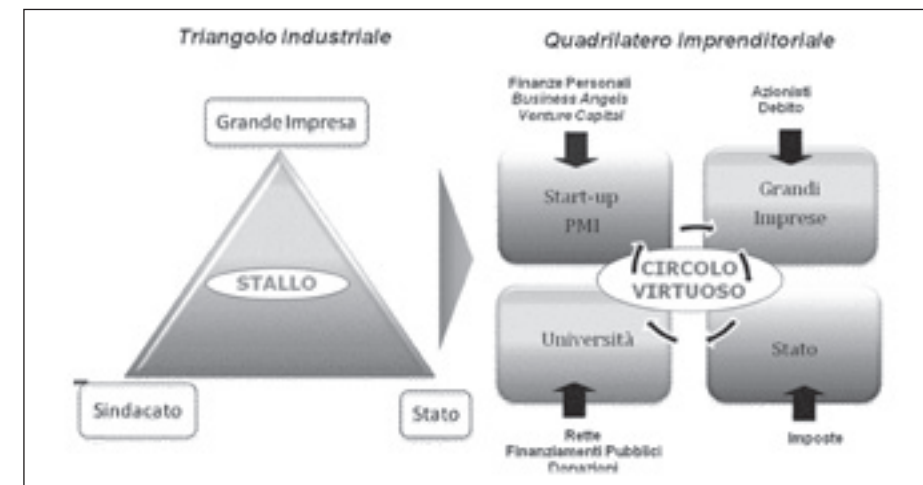 Triangolo Industriale
Grande Impresa
STALLO
Sindacato
Stato
Quadrilatero Imprenditoriale
Finanze Personali
Business Angels
Venture Capital
Azionisti
Debito
Start-up
PMI
Grandi
Imprese
CIRCOLO
VIRTUOSO
Università
Stato
Rette
Finanziamenti Pubblici
Donazioni
Imposte